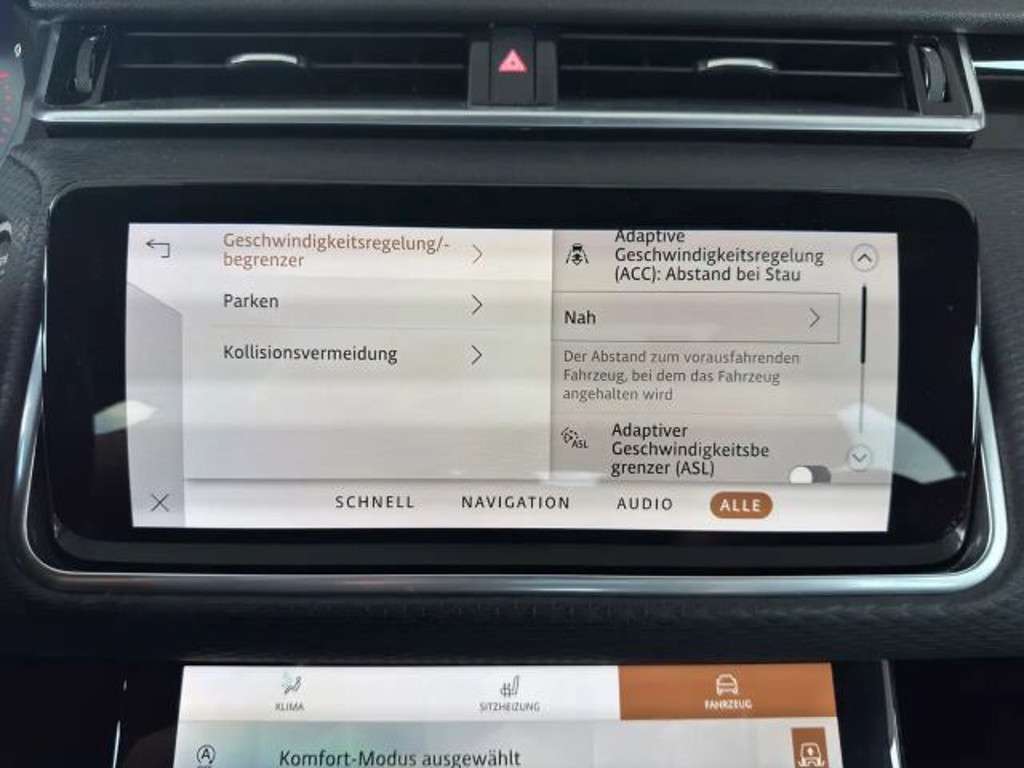 Geschwindigkeitsregelung/-
begrenzer
Parken
Kollisionsvermeidung
Adaptive
Geschwindigkeitsregelung
(ACC): Abstand bei Stau
Nah
Der Abstand zum vorausfahrenden
Fahrzeug, bei dem das Fahrzeug
angehalten wird
ASL
Adaptiver
Geschwindigkeitsbe
grenzer (ASL)
SCHNELL
NAVIGATION
AUDIO
ALLE
KLIMA
SITZHEIZUNG
FAHRZEUG
A
Komfort-Modus ausgewählt